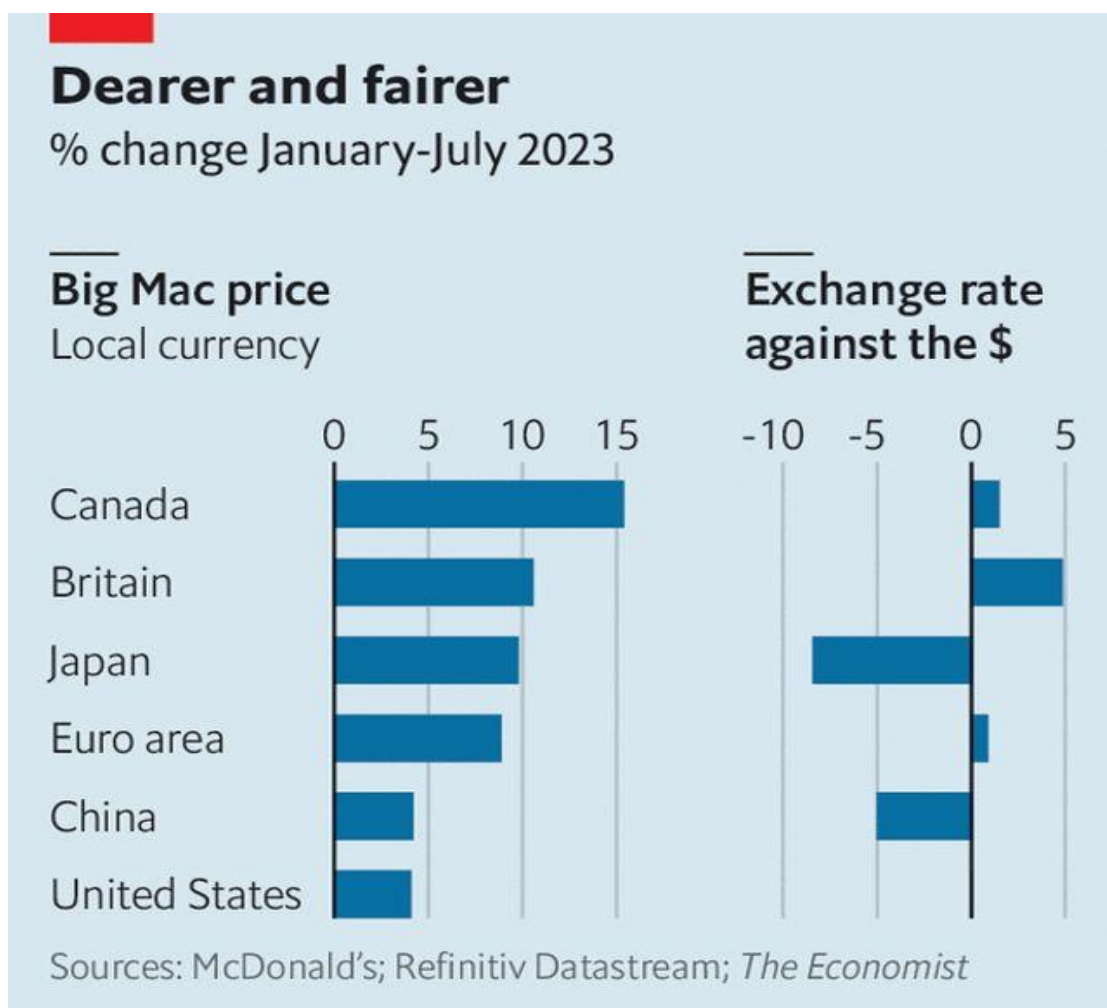 Dearer and fairer
% change January-July 2023
Big Mac price
Local currency
Exchange rate
against the $
0 5 10 15
-10 -5 0 5
Canada
Britain
Japan
Euro area
China
United States
Sources: McDonald's; Refinitiv Datastream; The Economist